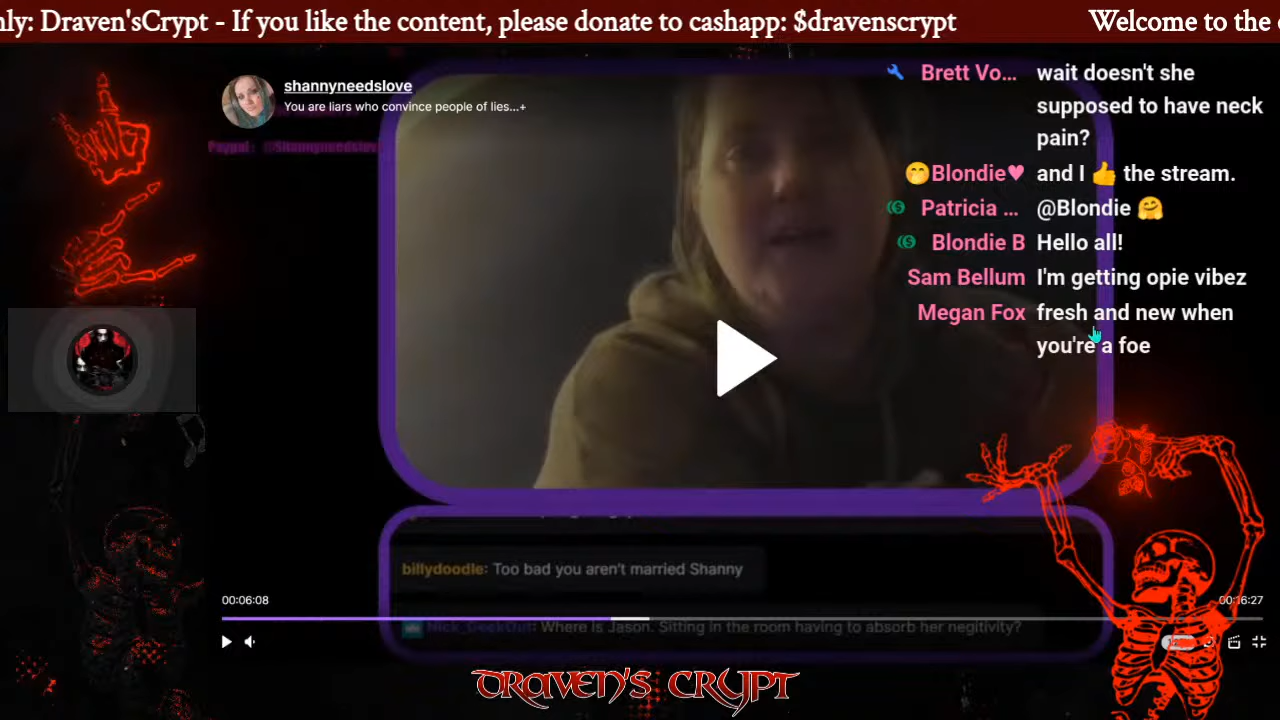 nly: Draven'sCrypt - If you like the content, please donate to cashapp: $dravenscrypt Welcome to the
shannyneedslove
You are liars who convince people of lies...+
Paypal: @Shannyneedslov
Brett Vo... wait doesn't she
supposed to have neck
pain?
Blondie♥ and I 👍 the stream.
Patricia ... @Blondie 🤗
Blondie B Hello all!
Sam Bellum I'm getting opie vibez
Megan Fox fresh and new when
you're a foe
billydoodle: Too bad you aren't married Shanny
00:06:08
00:16:27
Nick_GeekOut: Where is Jason. Sitting in the room having to absorb her negitivity?
DRAVEN'S CRYPT